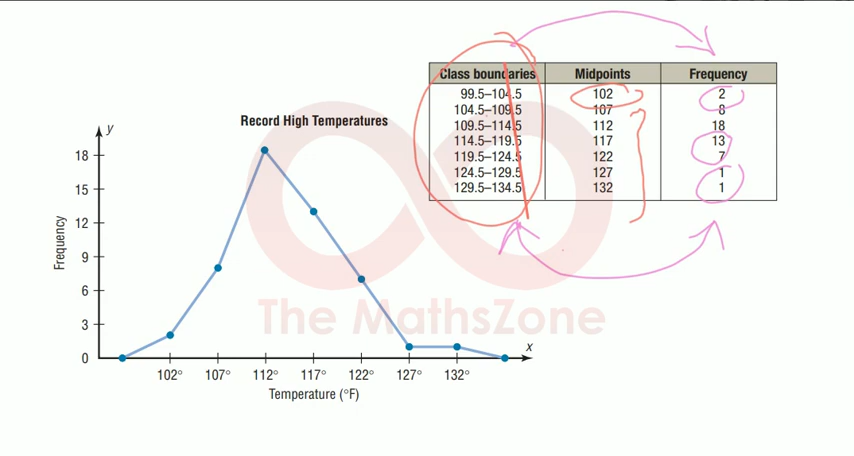 Class boundaries Midpoints Frequency
99.5–104.5 102 2
104.5–109.5 107 8
109.5–114.5 112 18
114.5–119.5 117 13
119.5–124.5 122 7
124.5–129.5 127 1
129.5–134.5 132 1
Record High Temperatures
y
18
15
12
9
6
3
0
Frequency
x
102° 107° 112° 117° 122° 127° 132°
Temperature (°F)
The MathsZone